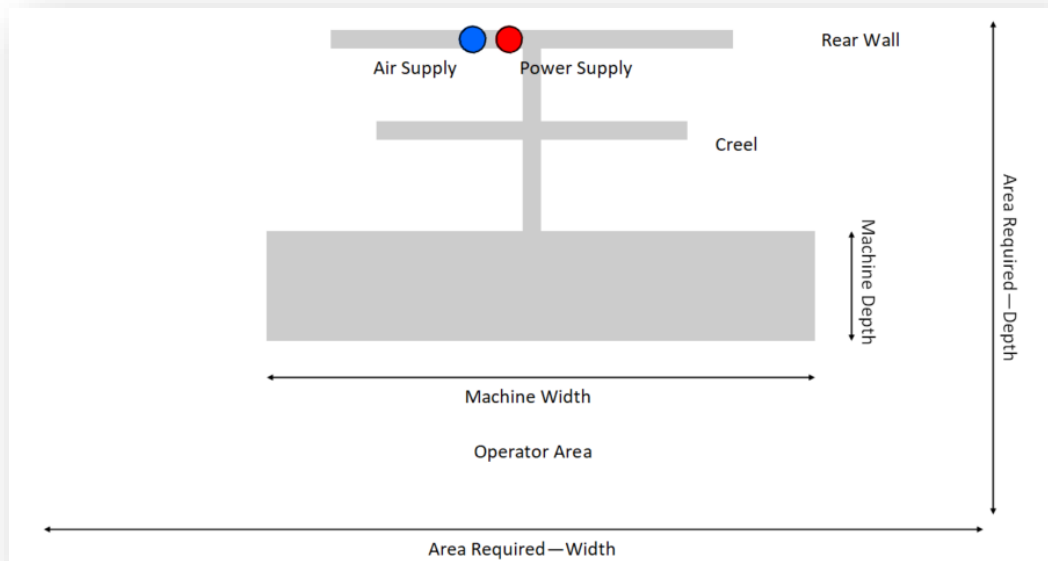 Rear Wall
Air Supply
Power Supply
Creel
Machine Depth
Area Required—Depth
Machine Width
Operator Area
Area Required—Width